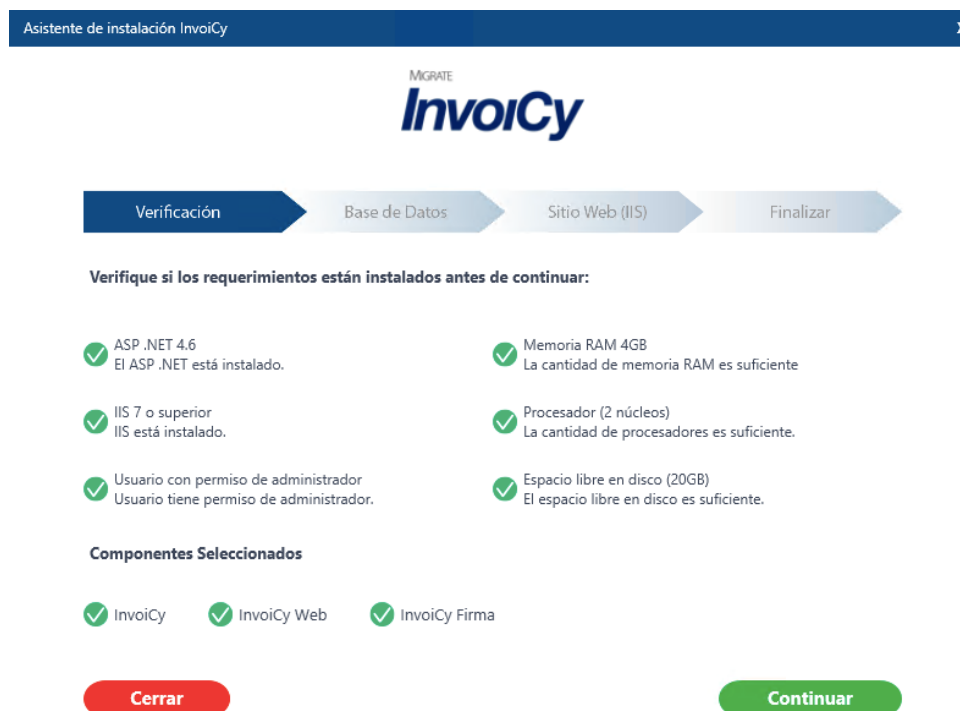 Asistente de instalación InvoiCy
MIGRATE
InvoiCy
Verificación
Base de Datos
Sitio Web (IIS)
Finalizar
Verifique si los requerimientos están instalados antes de continuar:
ASP .NET 4.6
El ASP .NET está instalado.
Memoria RAM 4GB
La cantidad de memoria RAM es suficiente
IIS 7 o superior
IIS está instalado.
Procesador (2 núcleos)
La cantidad de procesadores es suficiente.
Usuario con permiso de administrador
Usuario tiene permiso de administrador.
Espacio libre en disco (20GB)
El espacio libre en disco es suficiente.
Componentes Seleccionados
InvoiCy
InvoiCy Web
InvoiCy Firma
Cerrar
Continuar